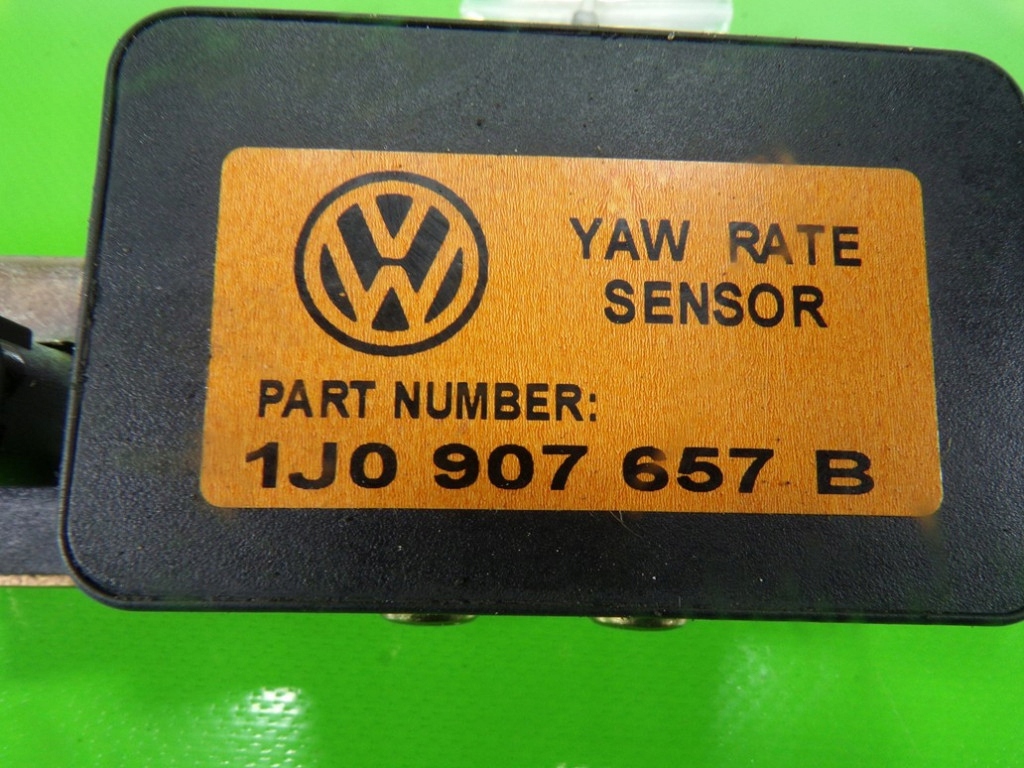 YAW RATE
SENSOR
PART NUMBER:
1J0 907 657 B